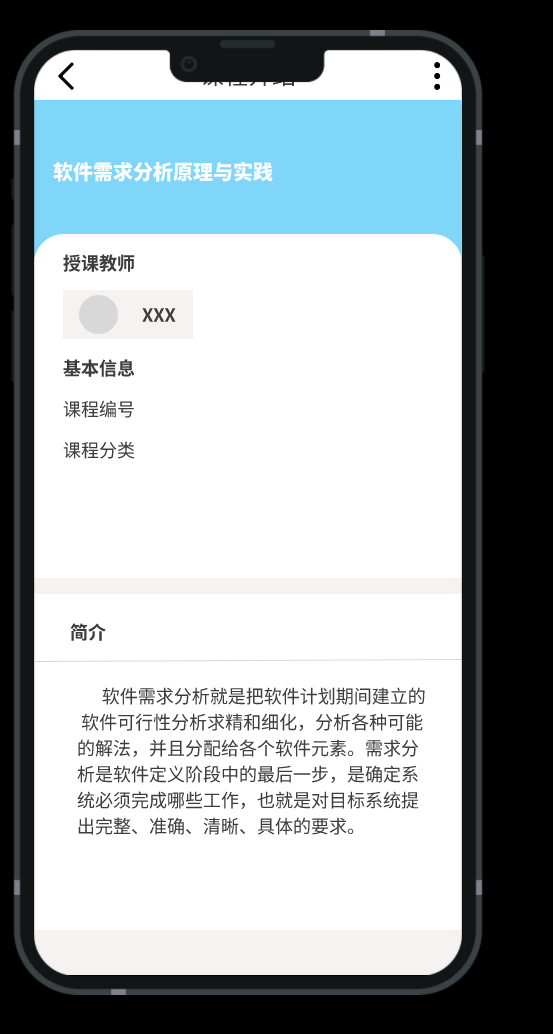 课程介绍
软件需求分析原理与实践
授课教师
XXX
基本信息
课程编号
课程分类
简介
软件需求分析就是把软件计划期间建立的
软件可行性分析求精和细化，分析各种可能
的解法，并且分配给各个软件元素。需求分
析是软件定义阶段中的最后一步，是确定系
统必须完成哪些工作，也就是对目标系统提
出完整、准确、清晰、具体的要求。